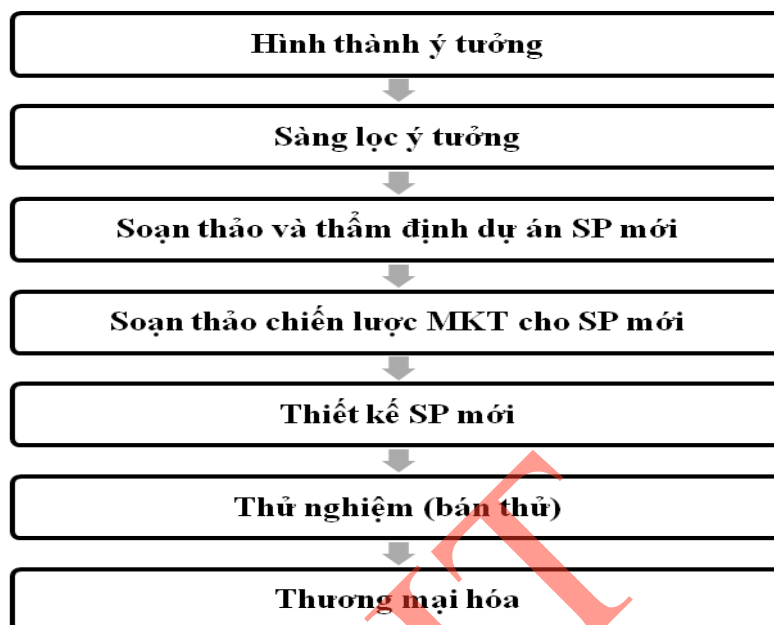 Hình thành ý tưởng
Sàng lọc ý tưởng
Soạn thảo và thẩm định dự án SP mới
Soạn thảo chiến lược MKT cho SP mới
Thiết kế SP mới
Thử nghiệm (bán thử)
Thương mại hóa